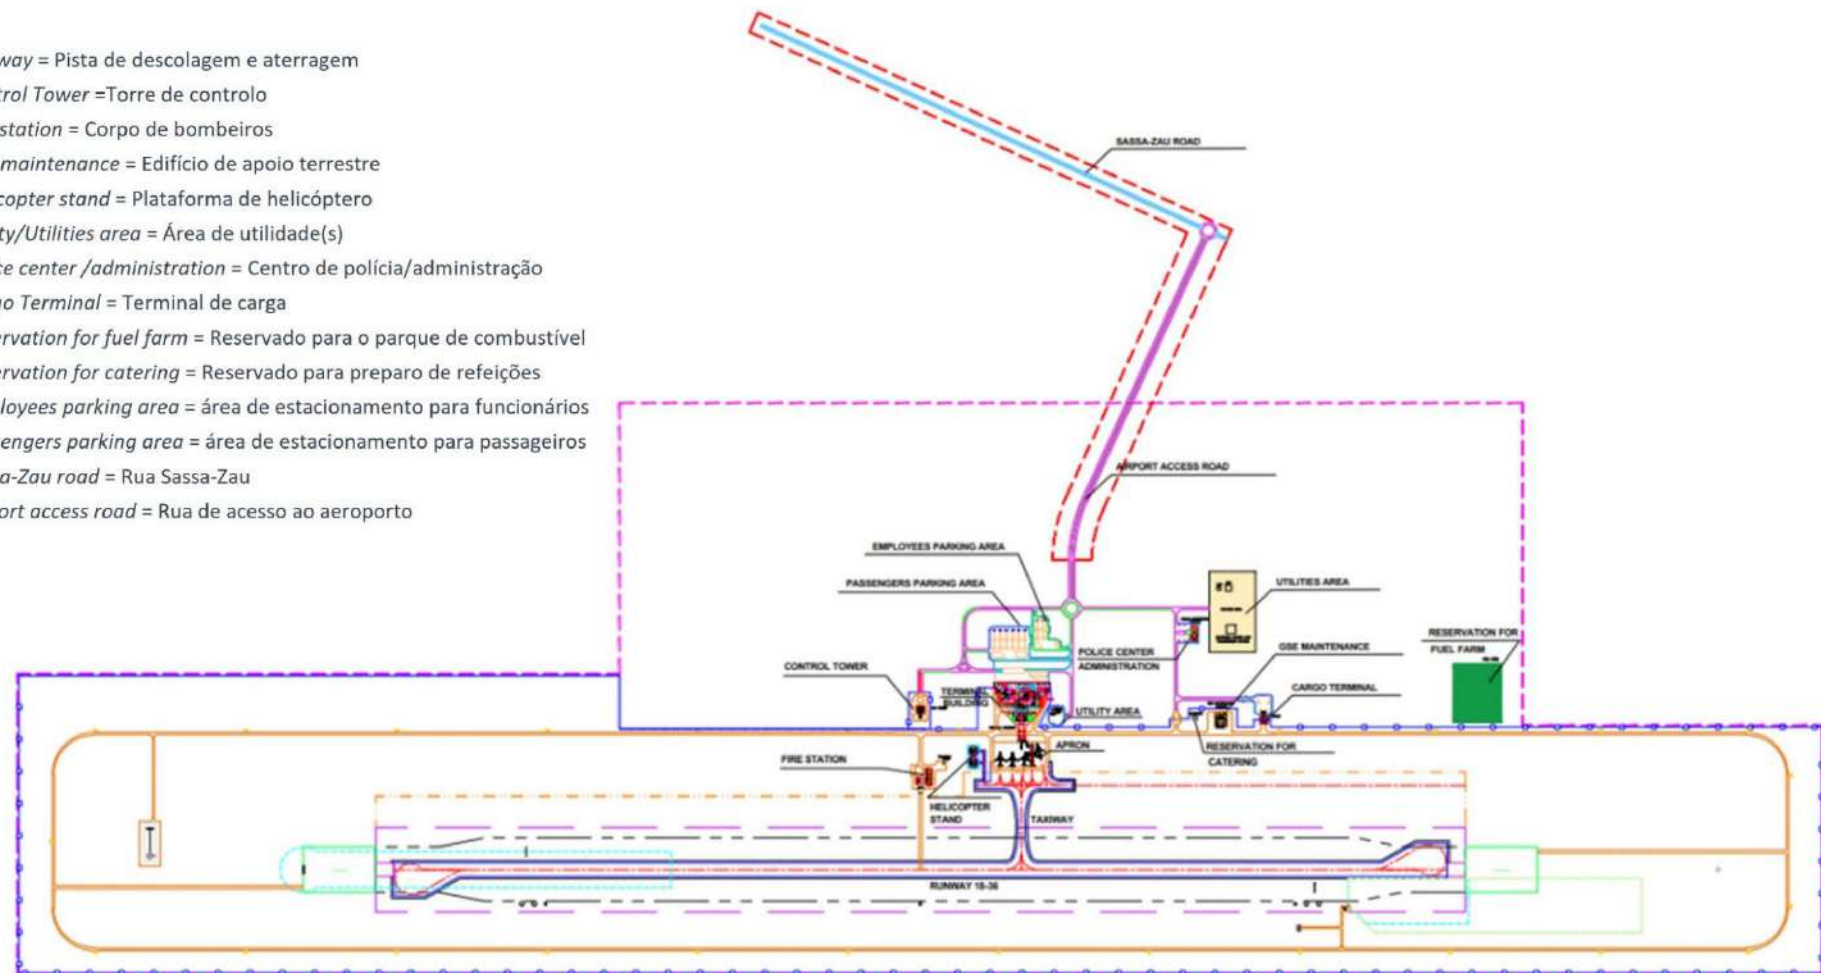 way = Pista de descolagem e aterragem
trol Tower =Torre de controlo
station = Corpo de bombeiros
maintenance = Edifício de apoio terrestre
copter stand = Plataforma de helicóptero
ty/Utilities area = Área de utilidade(s)
ce center /administration = Centro de polícia/administração
o Terminal = Terminal de carga
rvation for fuel farm = Reservado para o parque de combustível
ervation for catering = Reservado para preparo de refeições
loyees parking area = área de estacionamento para funcionários
engers parking area = área de estacionamento para passageiros
a-Zau road = Rua Sassa-Zau
ort access road = Rua de acesso ao aeroporto
SASSA-ZAU ROAD
AIRPORT ACCESS ROAD
EMPLOYEES PARKING AREA
PASSENGERS PARKING AREA
UTILITIES AREA
RESERVATION FOR
FUEL FARM
POLICE CENTER
ADMINISTRATION
GSE MAINTENANCE
CONTROL TOWER
CARGO TERMINAL
TERMINAL
BUILDING
UTILITY AREA
APRON
RESERVATION FOR
CATERING
FIRE STATION
HELICOPTER
STAND
TAXIWAY
RUNWAY 18-36